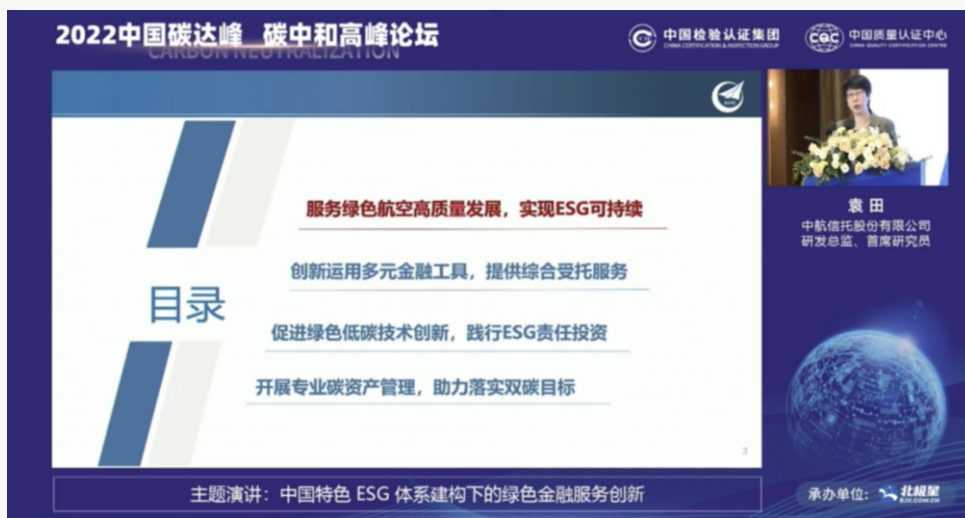 2022中国碳达峰 碳中和高峰论坛
CARBON NEUTRALIZATION
中国检验认证集团
CHINA CERTIFICATION & INSPECTION GROUP
CQC
中国质量认证中心
CHINA QUALITY CERTIFICATION CENTRE
目录
服务绿色航空高质量发展，实现ESG可持续
创新运用多元金融工具，提供综合受托服务
促进绿色低碳技术创新，践行ESG责任投资
开展专业碳资产管理，助力落实双碳目标
3
袁田
中航信托股份有限公司
研发总监、首席研究员
主题演讲：中国特色 ESG 体系建构下的绿色金融服务创新
承办单位：北极星
BJX.COM.CN